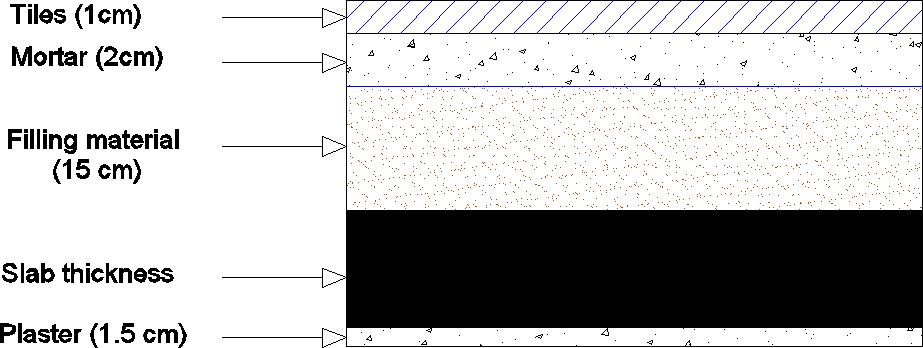 Tiles (1cm)
Mortar (2cm)
Filling material
(15 cm)
Slab thickness
Plaster (1.5 cm)